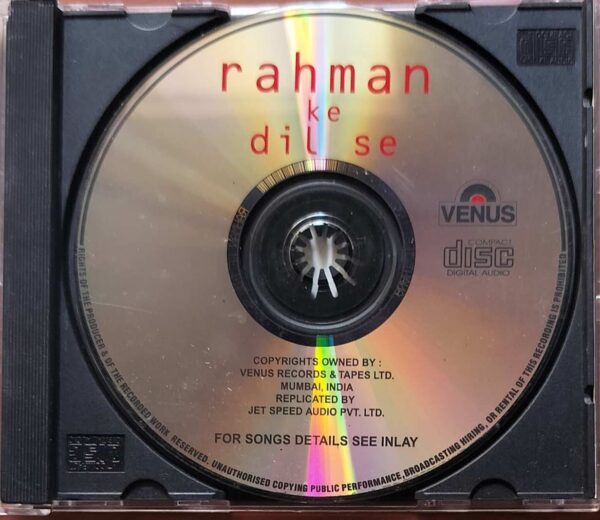 rahman
ke
dil se
VENUS
COMPACT
disc
DIGITAL AUDIO
COPYRIGHTS OWNED BY :
VENUS RECORDS & TAPES LTD.
MUMBAI, INDIA
REPLICATED BY
JET SPEED AUDIO PVT. LTD.
FOR SONGS DETAILS SEE INLAY
RIGHTS OF THE PRODUCER & OF THE RECORDED WORK RESERVED. UNAUTHORISED COPYING PUBLIC PERFORMANCE,BROADCASTING HIRING, OR RENTAL OF THIS RECORDING IS PROHIBITED